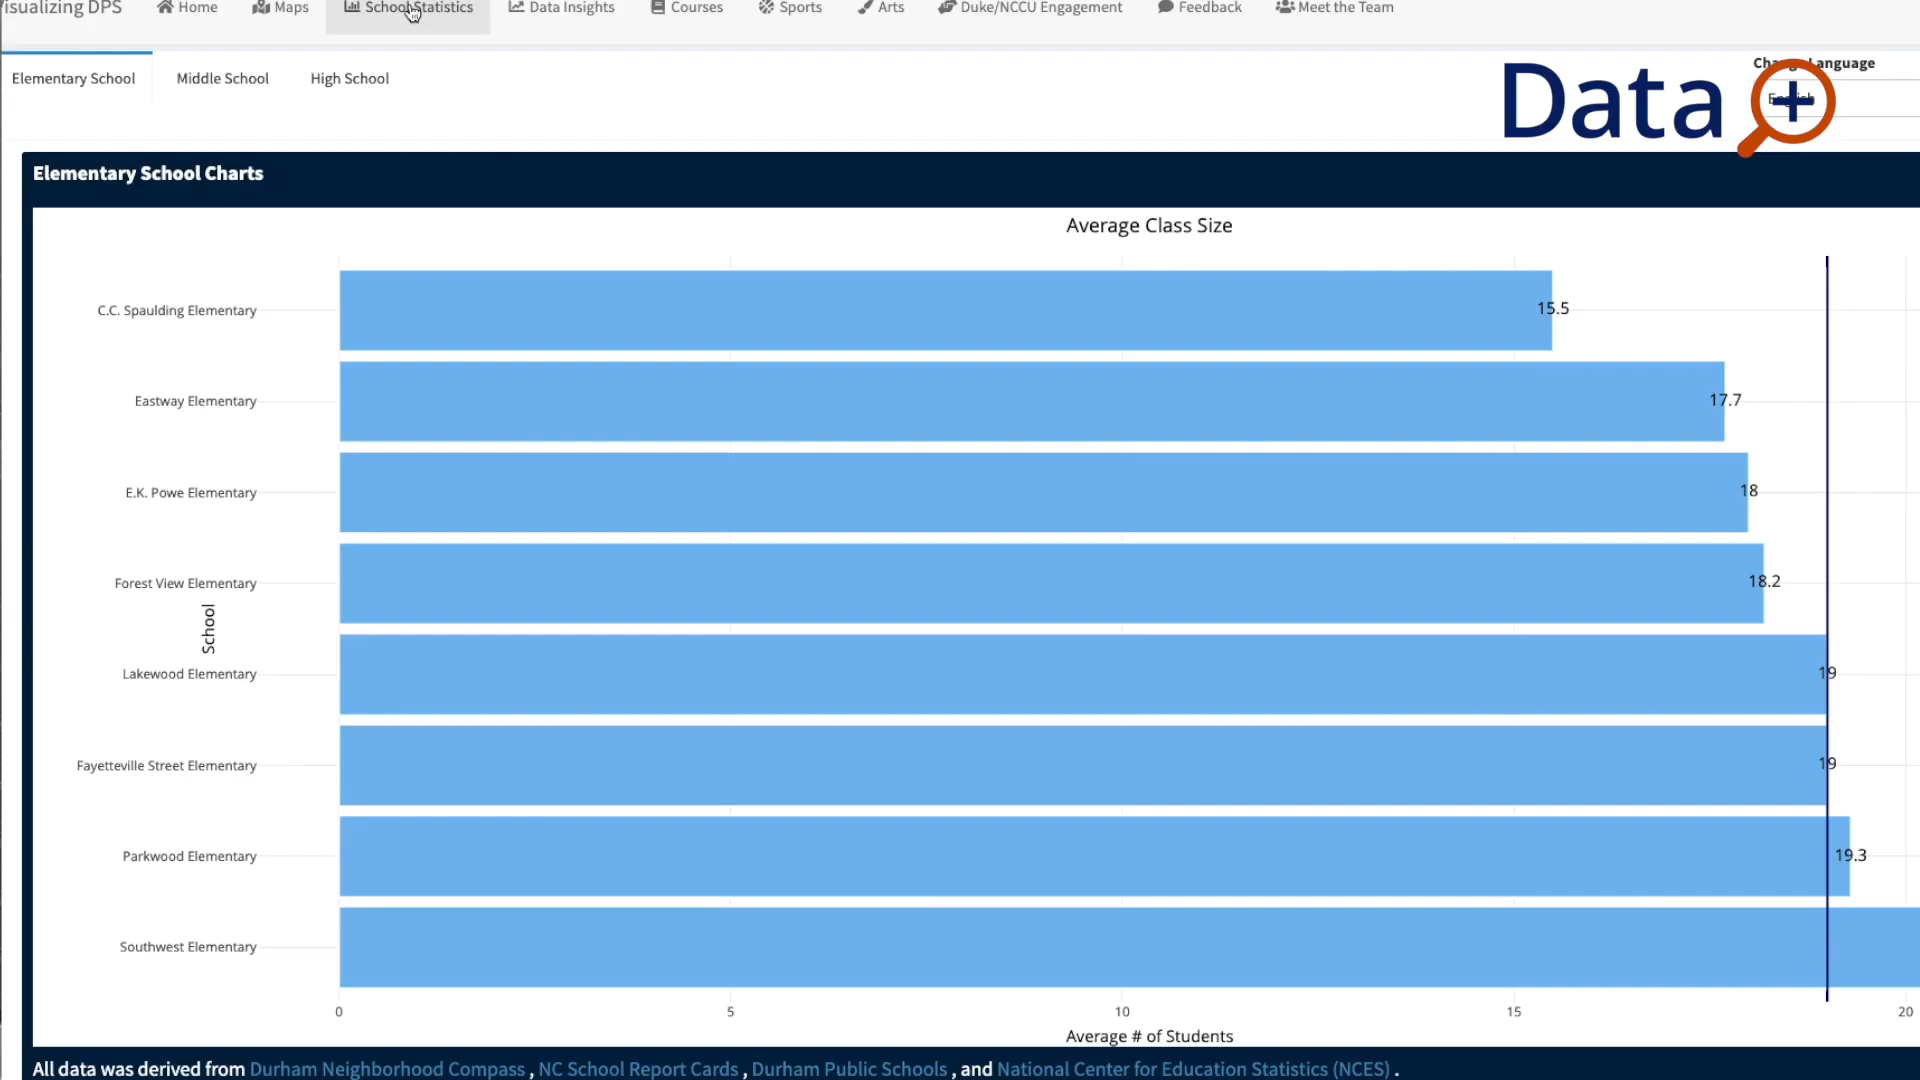 isualizing DPS Home Maps School Statistics Data Insights Courses Sports Arts Duke/NCCU Engagement Feedback Meet the Team
Elementary School Middle School High School
Change Language
English
Data+
Elementary School Charts
Average Class Size
C.C. Spaulding Elementary 15.5
Eastway Elementary 17.7
E.K. Powe Elementary 18
Forest View Elementary 18.2
School
Lakewood Elementary 19
Fayetteville Street Elementary 19
Parkwood Elementary 19.3
Southwest Elementary
0 5 10 15 20
Average # of Students
All data was derived from Durham Neighborhood Compass , NC School Report Cards , Durham Public Schools , and National Center for Education Statistics (NCES) .